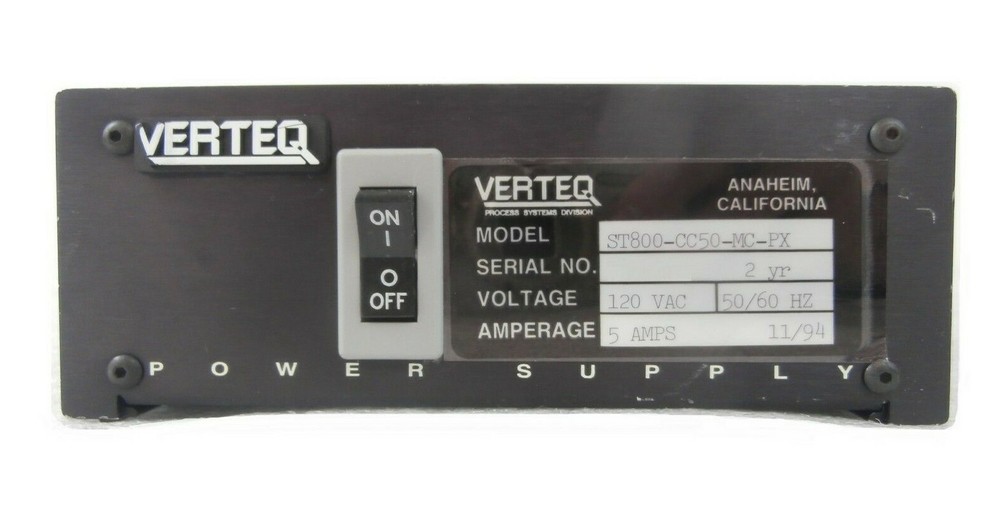 VERTEQ
ON
I
O
OFF
VERTEQ
PROCESS SYSTEMS DIVISION
ANAHEIM,
CALIFORNIA
MODEL ST800-CC50-MC-PX
SERIAL NO. 2 yr
VOLTAGE 120 VAC 50/60 HZ
AMPERAGE 5 AMPS 11/94
POWER SUPPLY